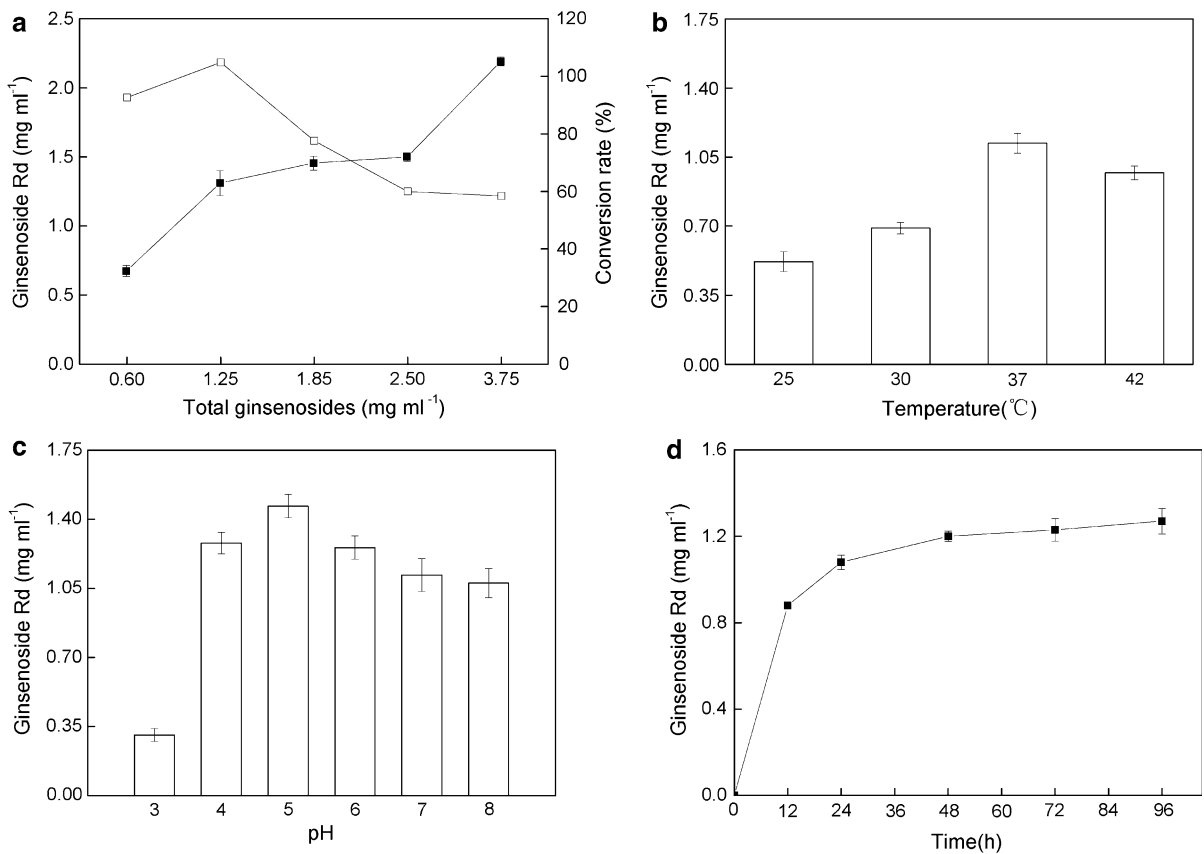 a
2.5
2.0
1.5
1.0
0.5
0.0
Ginsenoside Rd (mg ml⁻¹)
120
100
80
60
40
20
0
Conversion rate (%)
0.60 1.25 1.85 2.50 3.75
Total ginsenosides (mg ml⁻¹)
b
1.75
1.40
1.05
0.70
0.35
0.00
Ginsenoside Rd (mg ml⁻¹)
25 30 37 42
Temperature(℃)
c
1.75
1.40
1.05
0.70
0.35
0.00
Ginsenoside Rd (mg ml⁻¹)
3 4 5 6 7 8
pH
d
1.6
1.2
0.8
0.4
0.0
Ginsenoside Rd (mg ml⁻¹)
0 12 24 36 48 60 72 84 96
Time(h)